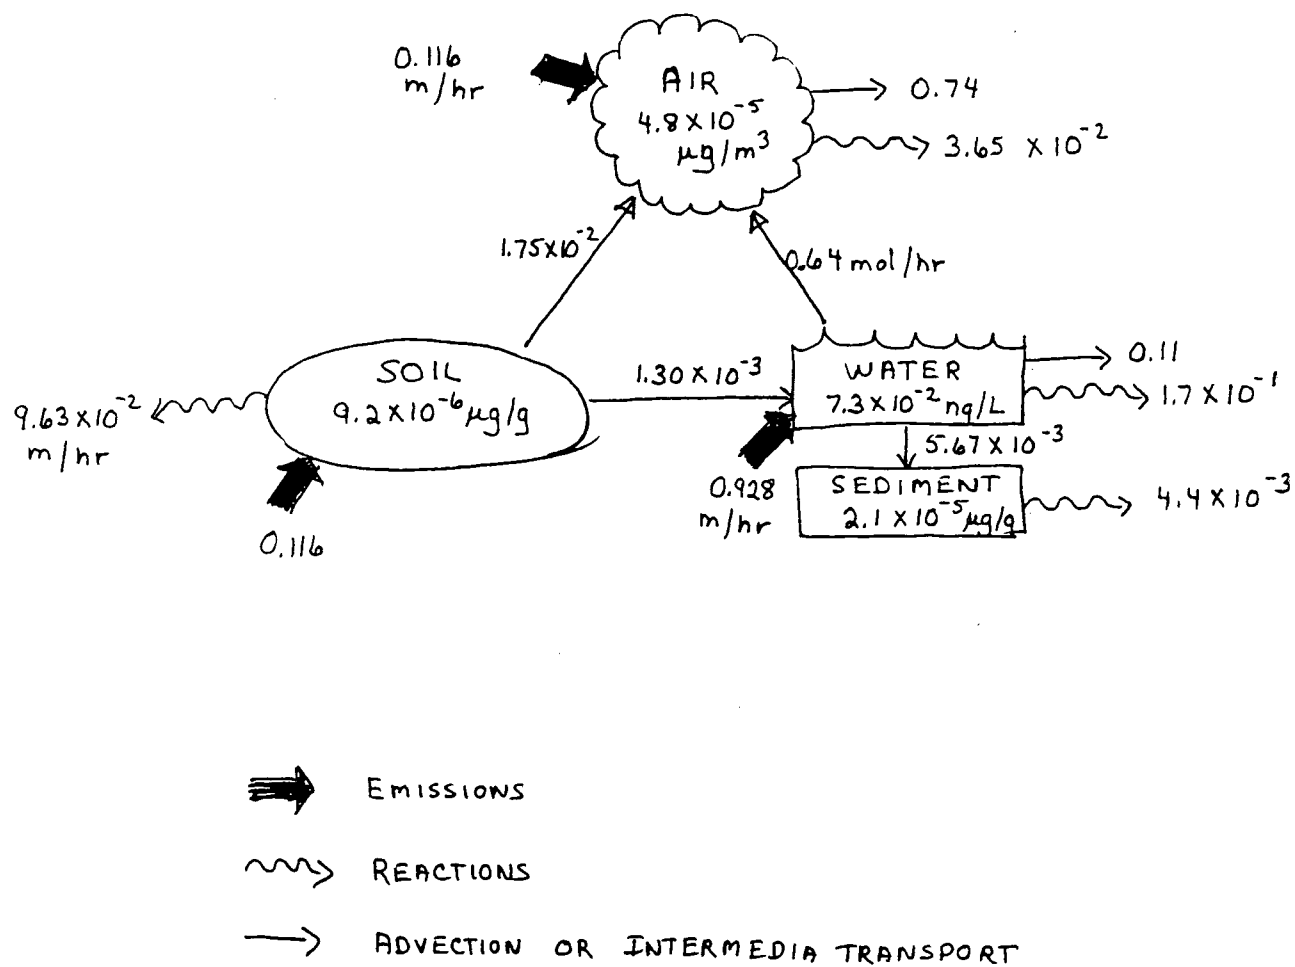 0.116
m/hr
AIR
4.8 X 10⁻⁵
µg/m³
0.74
3.65 X 10⁻²
1.75X10⁻²
0.64 mol/hr
SOIL
9.2 X 10⁻⁶ µg/g
9.63 X 10⁻²
m/hr
0.116
1.30 X 10⁻³
WATER
7.3 X 10⁻² ng/L
0.11
1.7 X 10⁻¹
5.67 X 10⁻³
0.928
m/hr
SEDIMENT
2.1 X 10⁻⁵ µg/g
4.4 X 10⁻³
EMISSIONS
REACTIONS
ADVECTION OR INTERMEDIA TRANSPORT